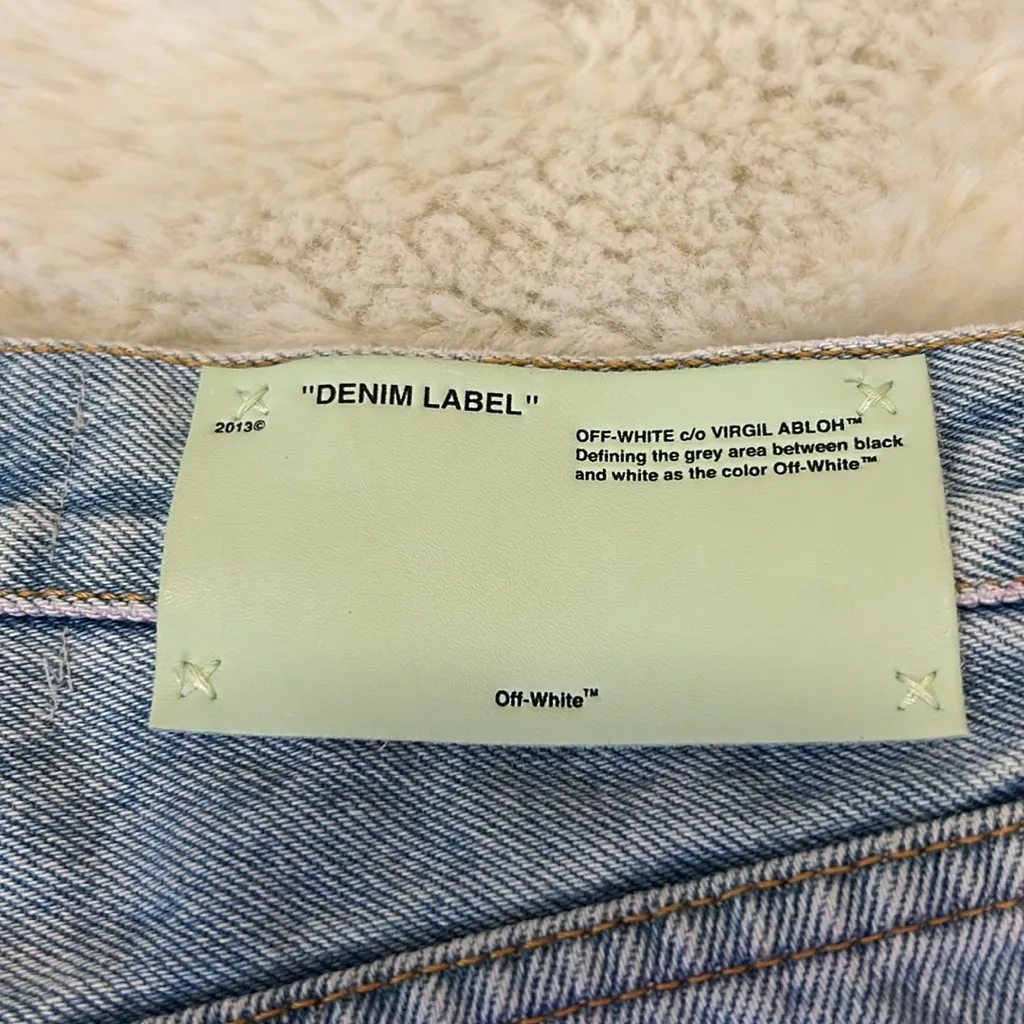 "DENIM LABEL"
2013©
OFF-WHITE c/o VIRGIL ABLOH™
Defining the grey area between black
and white as the color Off-White™
Off-White™